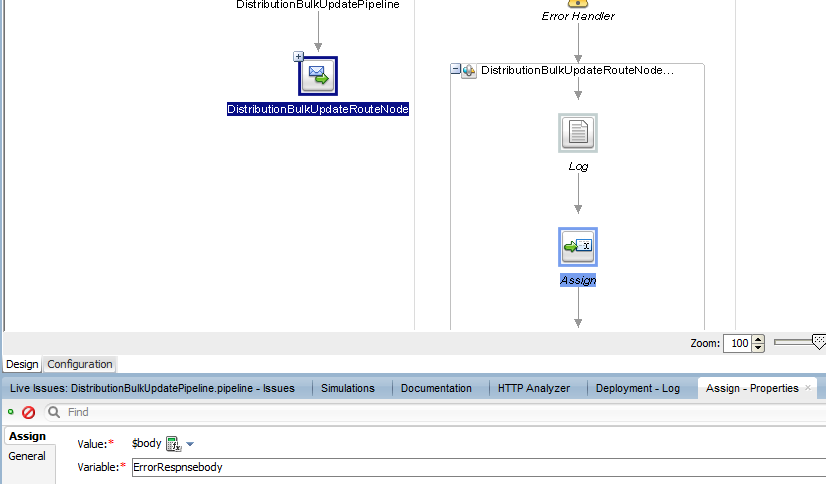 DistributionBulkUpdatePipeline
DistributionBulkUpdateRouteNode
Error Handler
DistributionBulkUpdateRouteNode...
Log
Assign
Zoom: 100
Design Configuration
Live Issues: DistributionBulkUpdatePipeline.pipeline - Issues Simulations Documentation HTTP Analyzer Deployment - Log Assign - Properties ×
Find
Assign
General
Value:* $body
Variable:* ErrorRespnsebody